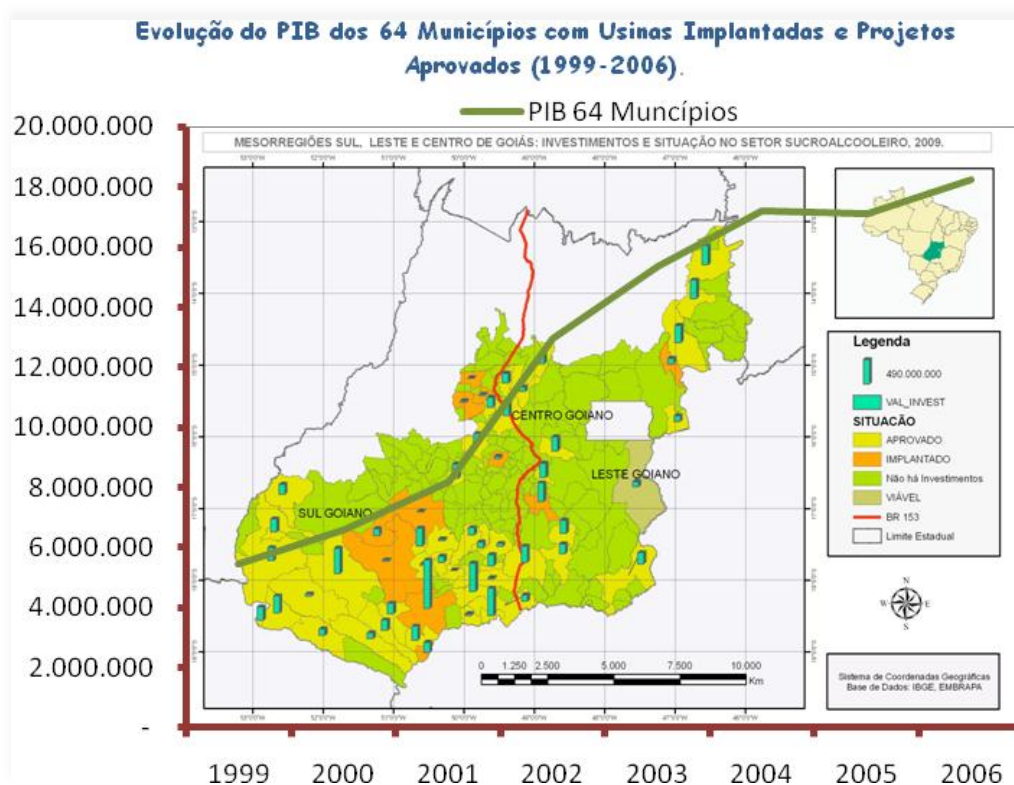 Evolução do PIB dos 64 Municípios com Usinas Implantadas e Projetos
Aprovados (1999-2006).
PIB 64 Muncípios
20.000.000
18.000.000
16.000.000
14.000.000
12.000.000
10.000.000
8.000.000
6.000.000
4.000.000
2.000.000
-
MESORREGIÕES SUL, LESTE E CENTRO DE GOIÁS: INVESTIMENTOS E SITUAÇÃO NO SETOR SUCROALCOOLEIRO, 2009.
CENTRO GOIANO
LESTE GOIANO
SUL GOIANO
Legenda
490.000.000
VAL_INVEST
SITUACÃO
APROVADO
IMPLANTADO
Não há Investimentos
VIÁVEL
BR 153
Limite Estadual
N
W E
S
0 1.250 2.500 5.000 7.500 10.000
Km
Sistema de Coordenadas Geográficas
Base de Dados: IBGE, EMBRAPA
1999 2000 2001 2002 2003 2004 2005 2006